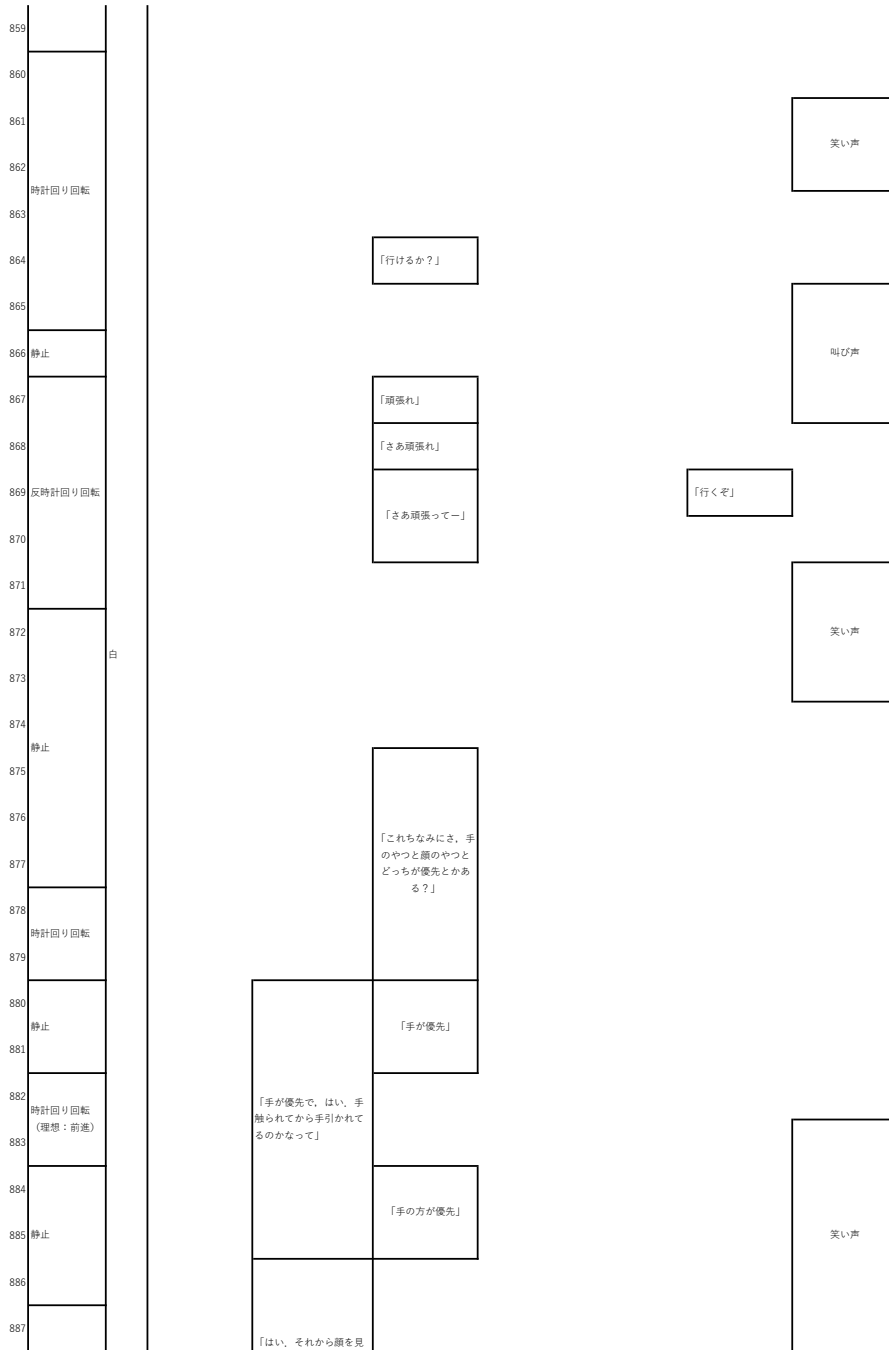 859
860
861
笑い声
862
時計回り回転
863
864
「行けるか？」
865
866
静止
叫び声
867
「頑張れ」
868
「さあ頑張れ」
869
反時計回り回転
「行くぞ」
「さあ頑張ってー」
870
871
872
笑い声
白
873
874
静止
875
876
「これちなみにさ，手
のやつと顔のやつと
どっちが優先とかあ
る？」
877
878
時計回り回転
879
880
静止
「手が優先」
881
882
時計回り回転
（理想：前進）
「手が優先で，はい，手
触られてから手引かれて
るのかなって」
883
884
「手の方が優先」
885
静止
笑い声
886
887
「はい，それから顔を見